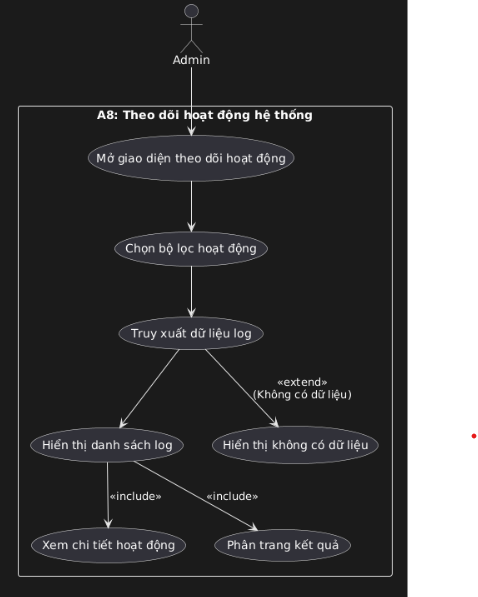 Admin
A8: Theo dõi hoạt động hệ thống
Mở giao diện theo dõi hoạt động
Chọn bộ lọc hoạt động
Truy xuất dữ liệu log
«extend»
(Không có dữ liệu)
Hiển thị danh sách log
Hiển thị không có dữ liệu
«include»
«include»
Xem chi tiết hoạt động
Phân trang kết quả